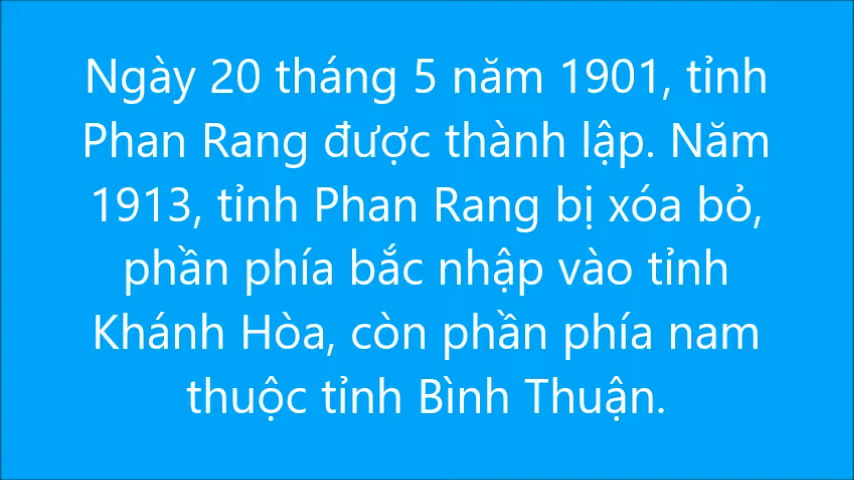 Ngày 20 tháng 5 năm 1901, tỉnh
Phan Rang được thành lập. Năm
1913, tỉnh Phan Rang bị xóa bỏ,
phần phía bắc nhập vào tỉnh
Khánh Hòa, còn phần phía nam
thuộc tỉnh Bình Thuận.